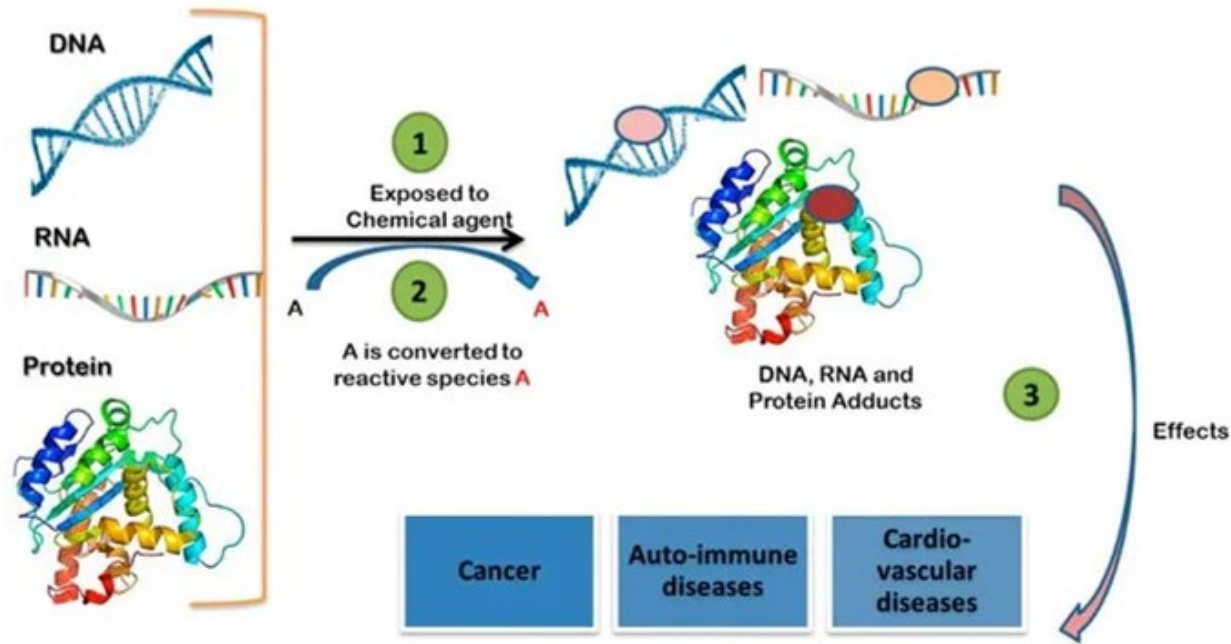 DNA
RNA
Protein
1
Exposed to
Chemical agent
2
A
A
A is converted to
reactive species A
DNA, RNA and
Protein Adducts
3
Effects
Cancer
Auto-immune
diseases
Cardio-
vascular
diseases